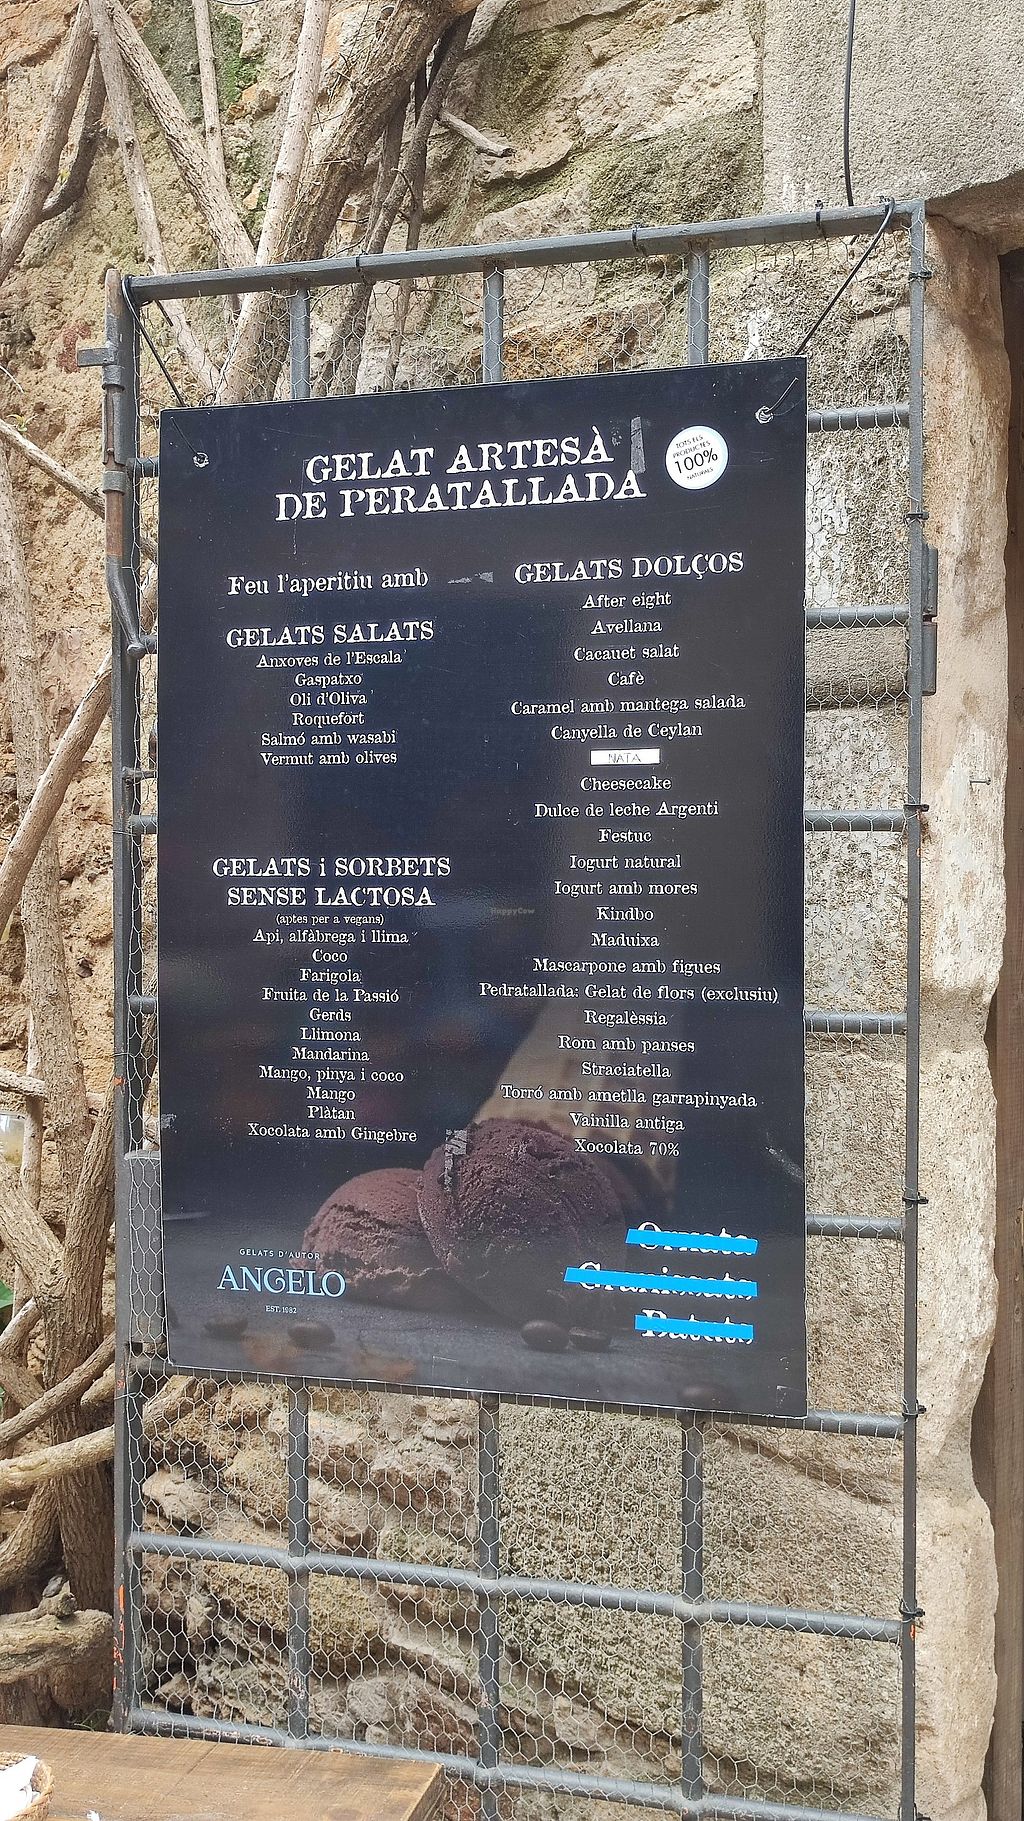 GELAT ARTESÀ
DE PERATALLADA
TOTS ELS
PRODUCTES
100%
NATURALS
Feu l'aperitiu amb
GELATS SALATS
Anxoves de l'Escala
Gaspatxo
Oli d'Oliva
Roquefort
Salmó amb wasabi
Vermut amb olives
GELATS i SORBETS
SENSE LACTOSA
(aptes per a vegans)
Api, alfàbrega i llima
Coco
Farigola
Fruita de la Passió
Gerds
Llimona
Mandarina
Mango, pinya i coco
Mango
Plàtan
Xocolata amb Gingebre
GELATS DOLÇOS
After eight
Avellana
Cacauet salat
Cafè
Caramel amb mantega salada
Canyella de Ceylan
NATA
Cheesecake
Dulce de leche Argenti
Festuc
Iogurt natural
Iogurt amb mores
Kindbo
Maduixa
Mascarpone amb figues
Pedratallada: Gelat de flors (exclusiu)
Regalèssia
Rom amb panses
Straciatella
Torró amb ametlla garrapinyada
Vainilla antiga
Xocolata 70%
GELATS D'AUTOR
ANGELO
EST. 1982
HappyCow